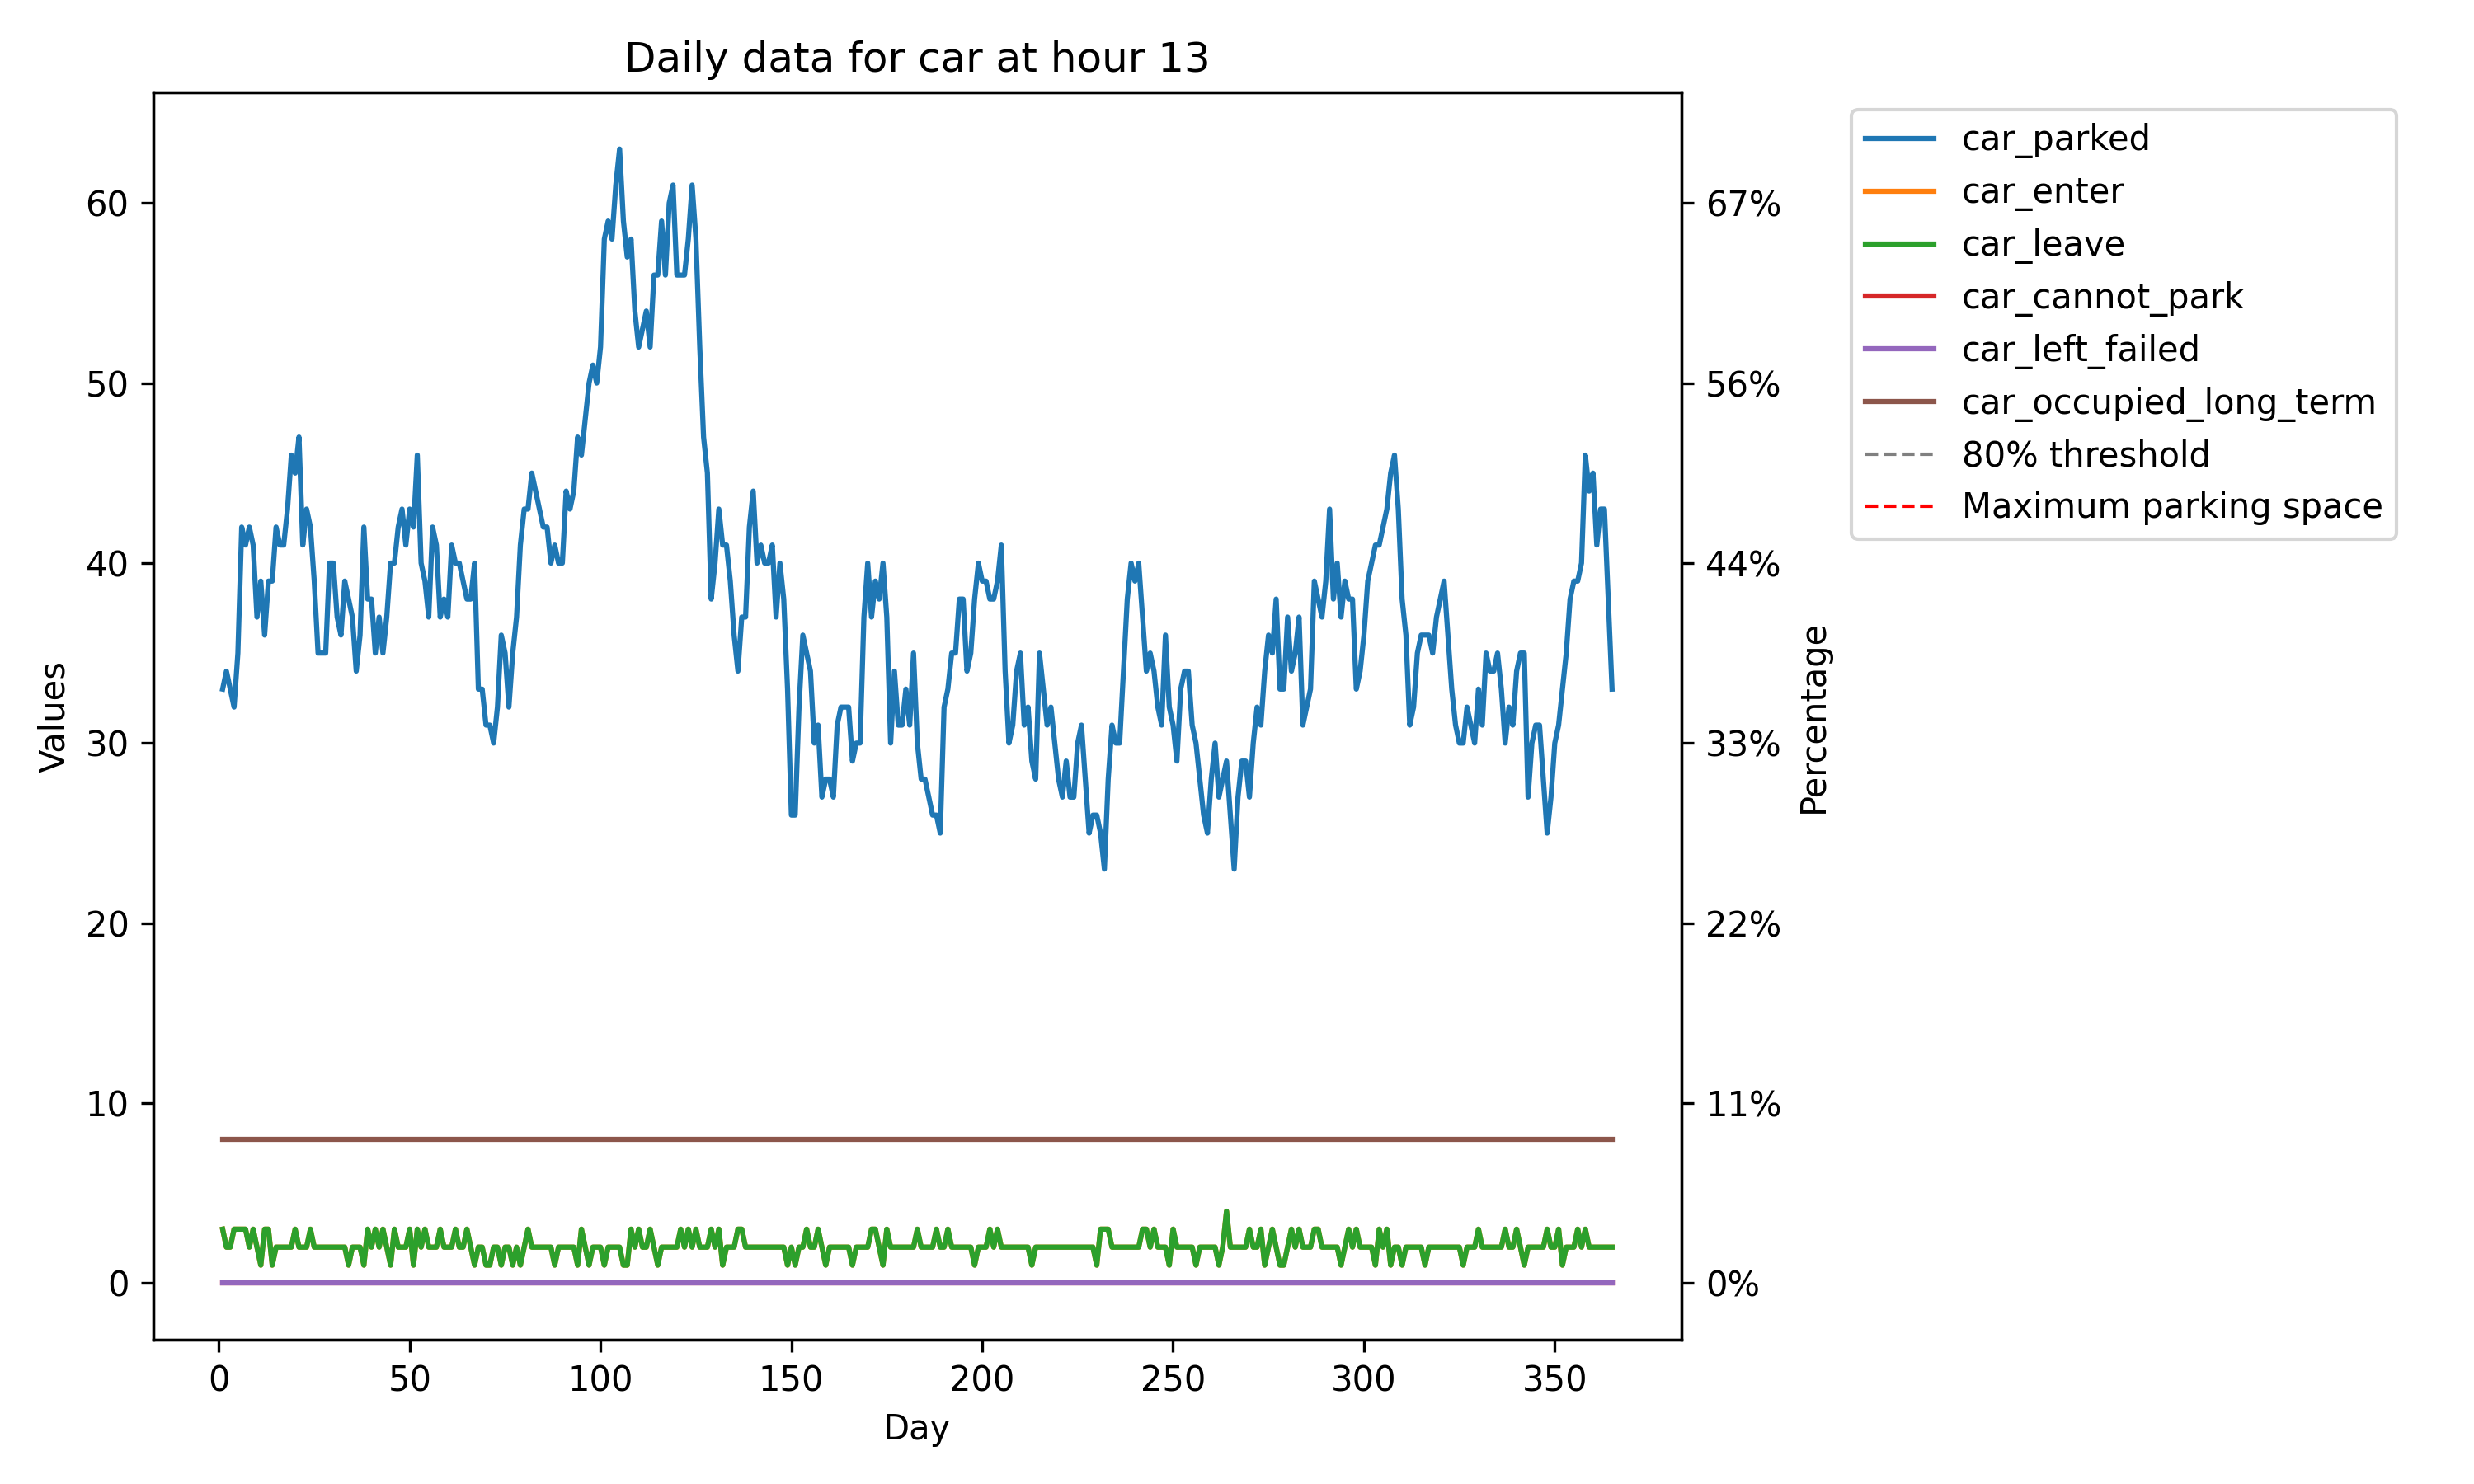 Daily data for car at hour 13
Values
60
50
40
30
20
10
0
0 50 100 150 200 250 300 350
Day
67%
56%
44%
33%
22%
11%
0%
Percentage
car_parked
car_enter
car_leave
car_cannot_park
car_left_failed
car_occupied_long_term
80% threshold
Maximum parking space